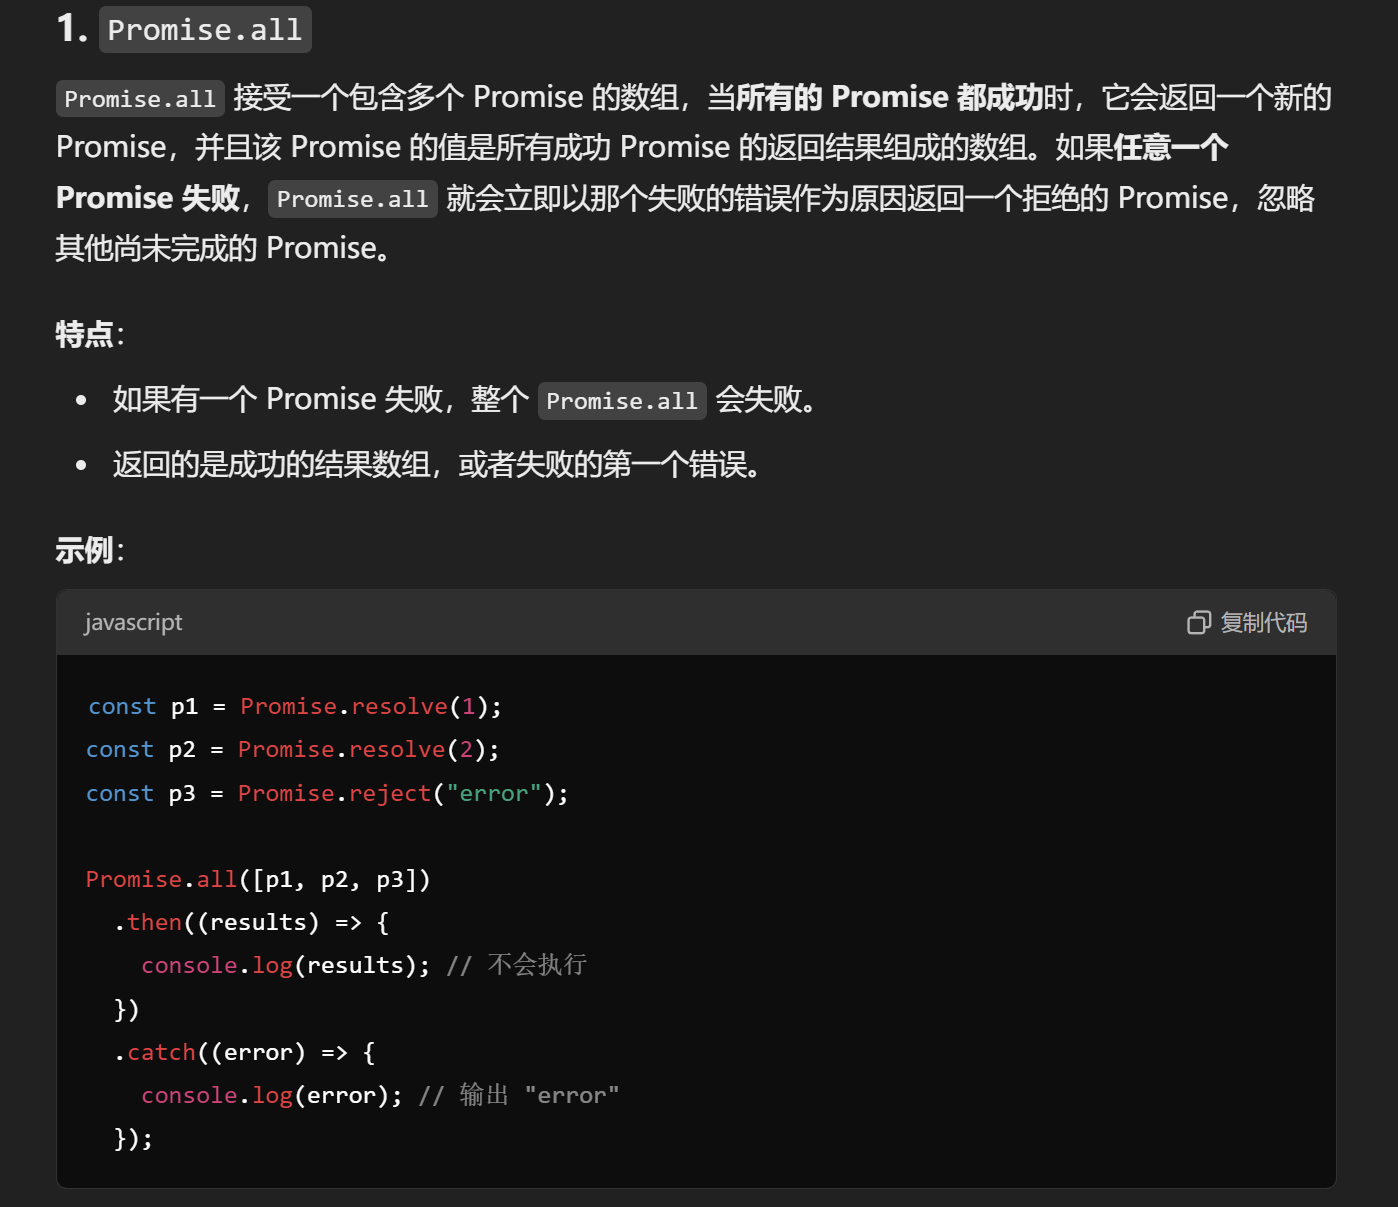 1. Promise.all
Promise.all 接受一个包含多个 Promise 的数组，当所有的 Promise 都成功时，它会返回一个新的
Promise，并且该 Promise 的值是所有成功 Promise 的返回结果组成的数组。如果任意一个
Promise 失败，Promise.all 就会立即以那个失败的错误作为原因返回一个拒绝的 Promise，忽略
其他尚未完成的 Promise。
特点：
• 如果有一个 Promise 失败，整个 Promise.all 会失败。
• 返回的是成功的结果数组，或者失败的第一个错误。
示例：
javascript 复制代码
const p1 = Promise.resolve(1);
const p2 = Promise.resolve(2);
const p3 = Promise.reject("error");
Promise.all([p1, p2, p3])
  .then((results) => {
    console.log(results); // 不会执行
  })
  .catch((error) => {
    console.log(error); // 输出 "error"
  });